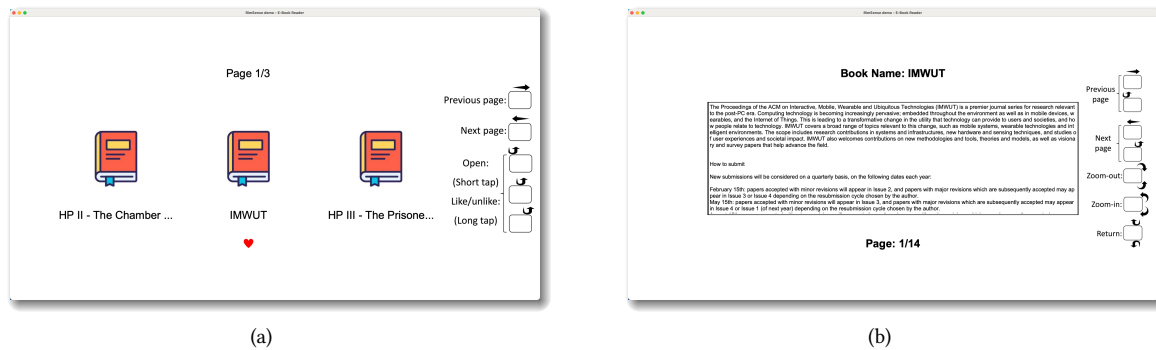 RimSense demo - E-Book Reader
Page 1/3
Previous page:
Next page:
Open:
(Short tap)
Like/unlike:
(Long tap)
HP II - The Chamber ...
IMWUT
HP III - The Prisone...
(a)
RimSense demo - E-Book Reader
Book Name: IMWUT
The Proceedings of the ACM on Interactive, Mobile, Wearable and Ubiquitous Technologies (IMWUT) is a premier journal series for research relevant
to the post-PC era. Computing technology is becoming increasingly pervasive; embedded throughout the environment as well as in mobile devices, w
earables, and the Internet of Things. This is leading to a transformative change in the utility that technology can provide to users and societies, and ho
w people relate to technology. IMWUT covers a broad range of topics relevant to this change, such as mobile systems, wearable technologies and int
elligent environments. The scope includes research contributions in systems and infrastructures, new hardware and sensing techniques, and studies o
f user experiences and societal impact. IMWUT also welcomes contributions on new methodologies and tools, theories and models, as well as visiona
ry and survey papers that help advance the field.
How to submit
New submissions will be considered on a quarterly basis, on the following dates each year:
February 15th: papers accepted with minor revisions will appear in Issue 2, and papers with major revisions which are subsequently accepted may ap
pear in Issue 3 or Issue 4 depending on the resubmission cycle chosen by the author.
May 15th: papers accepted with minor revisions will appear in Issue 3, and papers with major revisions which are subsequently accepted may appear
in Issue 4 or Issue 1 (of next year) depending on the resubmission cycle chosen by the author.
Page: 1/14
Previous
page
Next
page
Zoom-out:
Zoom-in:
Return:
(b)